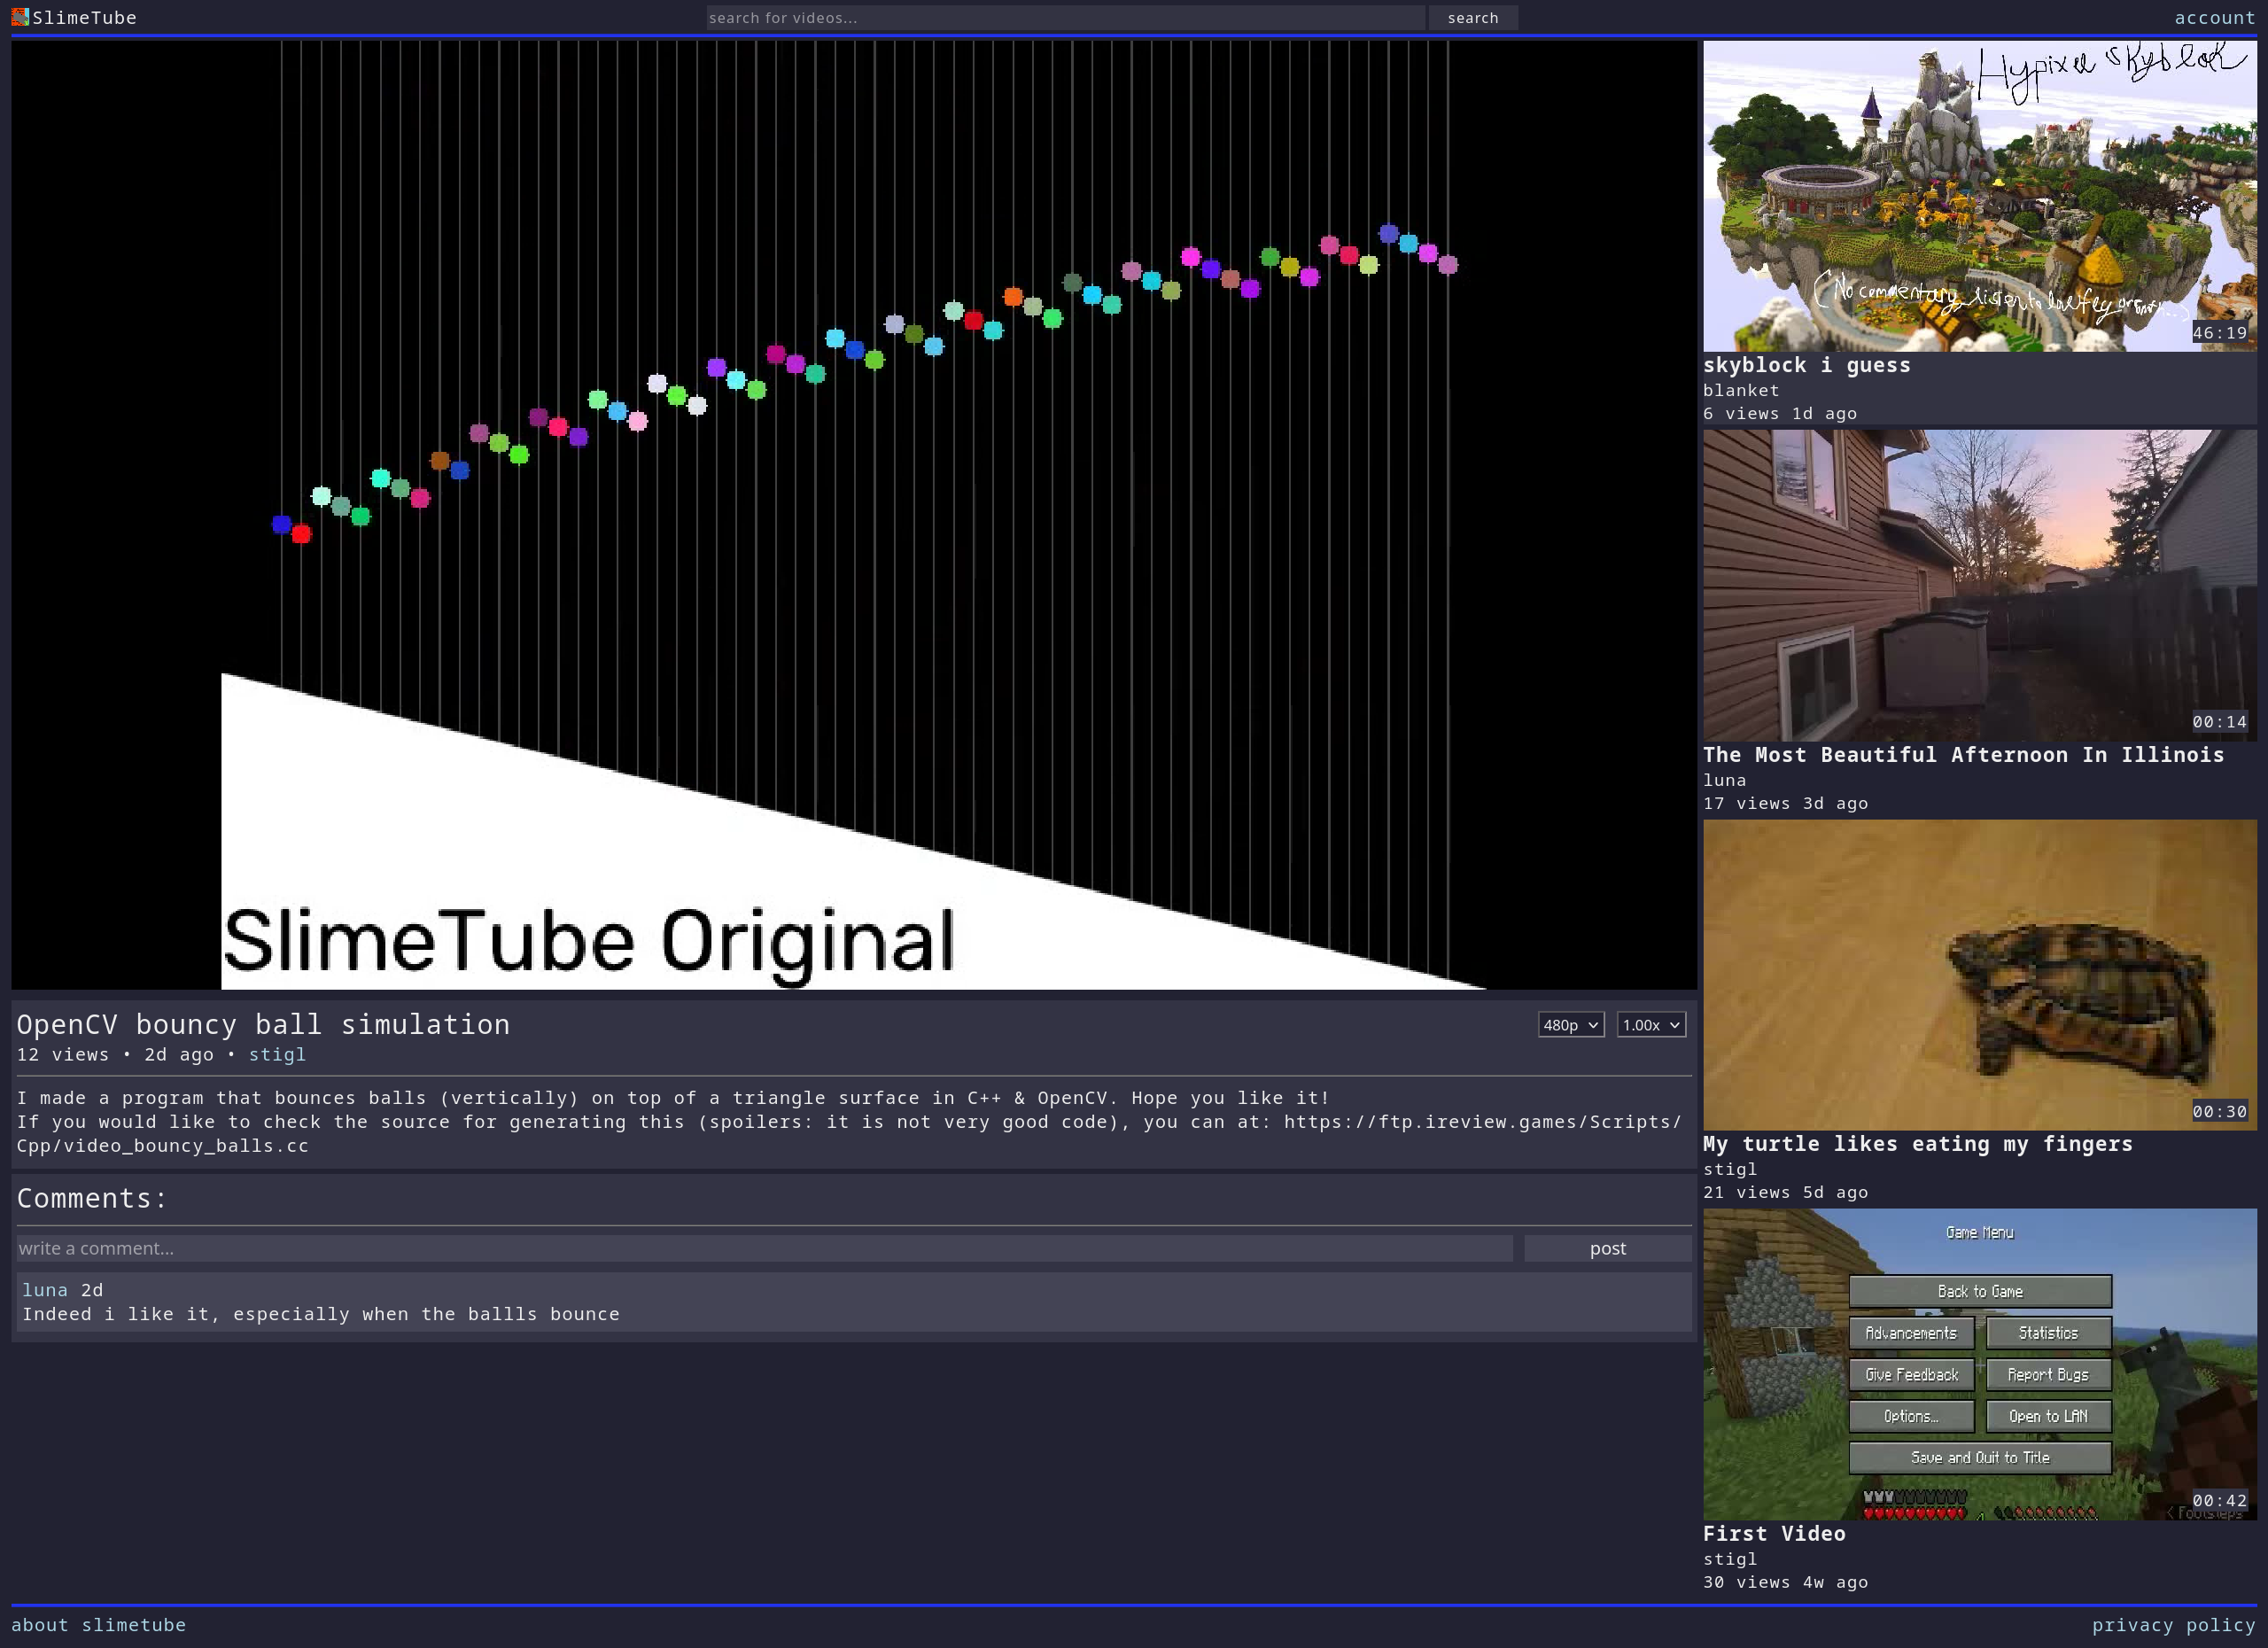 SlimeTube
search for videos...
search
account
SlimeTube Original
OpenCV bouncy ball simulation
480p
1.00x
12 views • 2d ago • stigl
I made a program that bounces balls (vertically) on top of a triangle surface in C++ & OpenCV. Hope you like it!
If you would like to check the source for generating this (spoilers: it is not very good code), you can at: https://ftp.ireview.games/Scripts/
Cpp/video_bouncy_balls.cc
Comments:
write a comment...
post
luna 2d
Indeed i like it, especially when the ballls bounce
Hypixel skyblock
(No commentary, listen to
46:19
skyblock i guess
blanket
6 views 1d ago
00:14
The Most Beautiful Afternoon In Illinois
luna
17 views 3d ago
00:30
My turtle likes eating my fingers
stigl
21 views 5d ago
Game Menu
Back to Game
Advancements
Statistics
Give Feedback
Report Bugs
Options...
Open to LAN
Save and Quit to Title
00:42
< Footsteps
First Video
stigl
30 views 4w ago
about slimetube
privacy policy